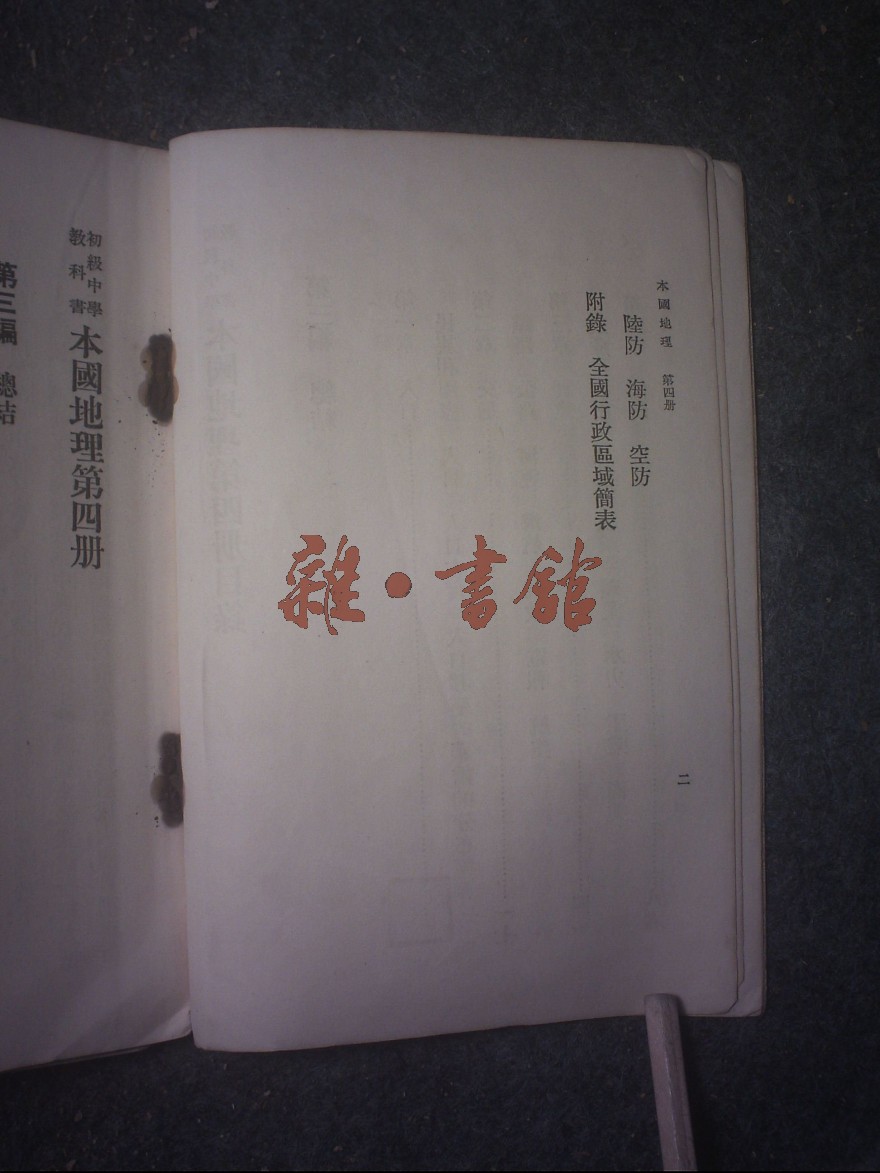 本國地理 第四册
二
陸防 海防 空防
附錄 全國行政區域簡表
雜·書館
初級中學
教科書
本國地理第四册
第三編 總結